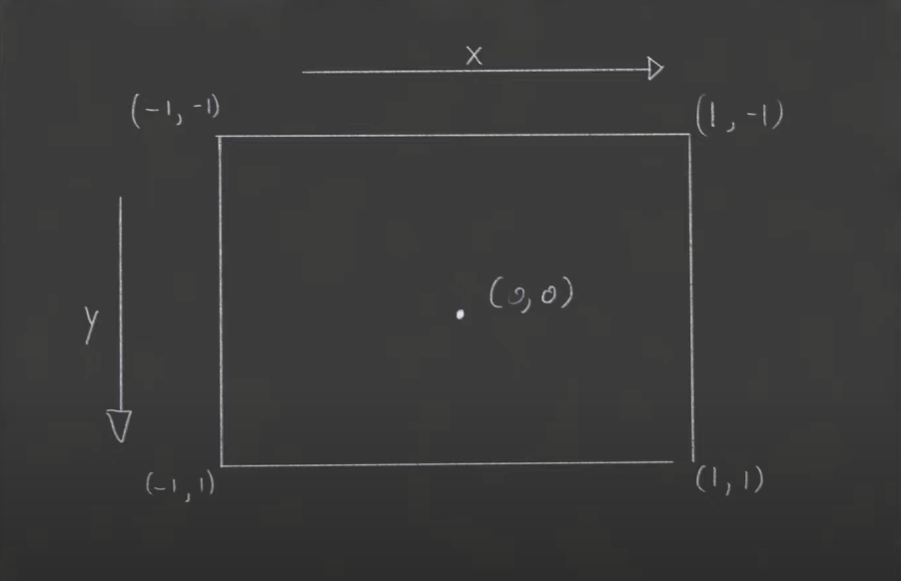 x
(-1, -1)
(1, -1)
(0, 0)
y
(-1, 1)
(1, 1)